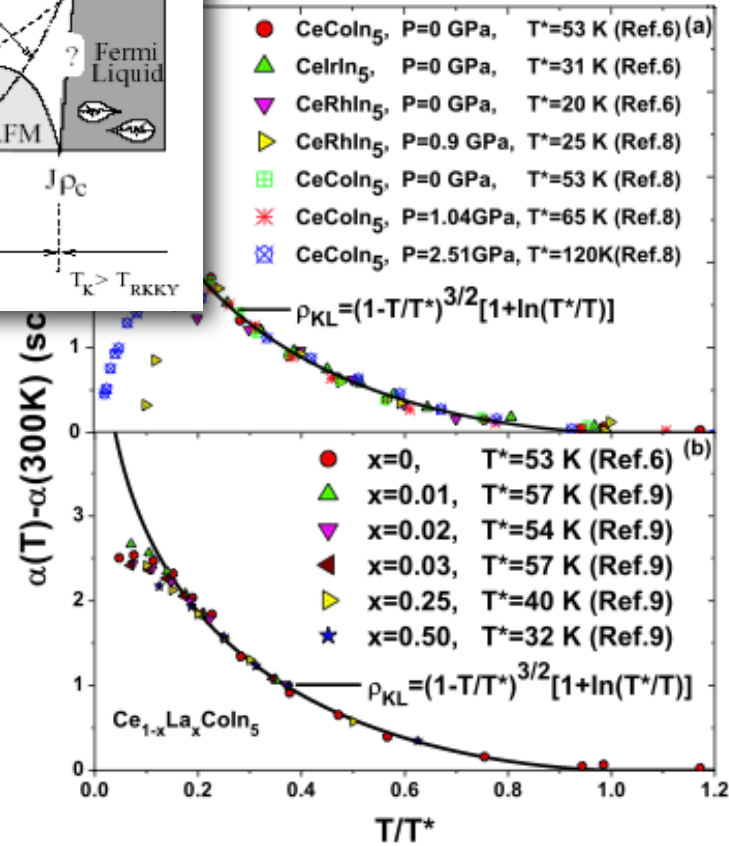 ?
Fermi
Liquid
FM
Jρc
T_K > T_RKKY
CeCoIn5, P=0 GPa, T*=53 K (Ref.6) (a)
CeIrIn5, P=0 GPa, T*=31 K (Ref.6)
CeRhIn5, P=0 GPa, T*=20 K (Ref.6)
CeRhIn5, P=0.9 GPa, T*=25 K (Ref.8)
CeCoIn5, P=0 GPa, T*=53 K (Ref.8)
CeCoIn5, P=1.04GPa, T*=65 K (Ref.8)
CeCoIn5, P=2.51GPa, T*=120K(Ref.8)
ρKL=(1-T/T*)^3/2[1+ln(T*/T)]
1
0
α(T)-α(300K) (sc
(b)
x=0, T*=53 K (Ref.6)
x=0.01, T*=57 K (Ref.9)
x=0.02, T*=54 K (Ref.9)
x=0.03, T*=57 K (Ref.9)
x=0.25, T*=40 K (Ref.9)
x=0.50, T*=32 K (Ref.9)
3
2
1
0
ρKL=(1-T/T*)^3/2[1+ln(T*/T)]
Ce1-xLaxCoIn5
0.0 0.2 0.4 0.6 0.8 1.0 1.2
T/T*